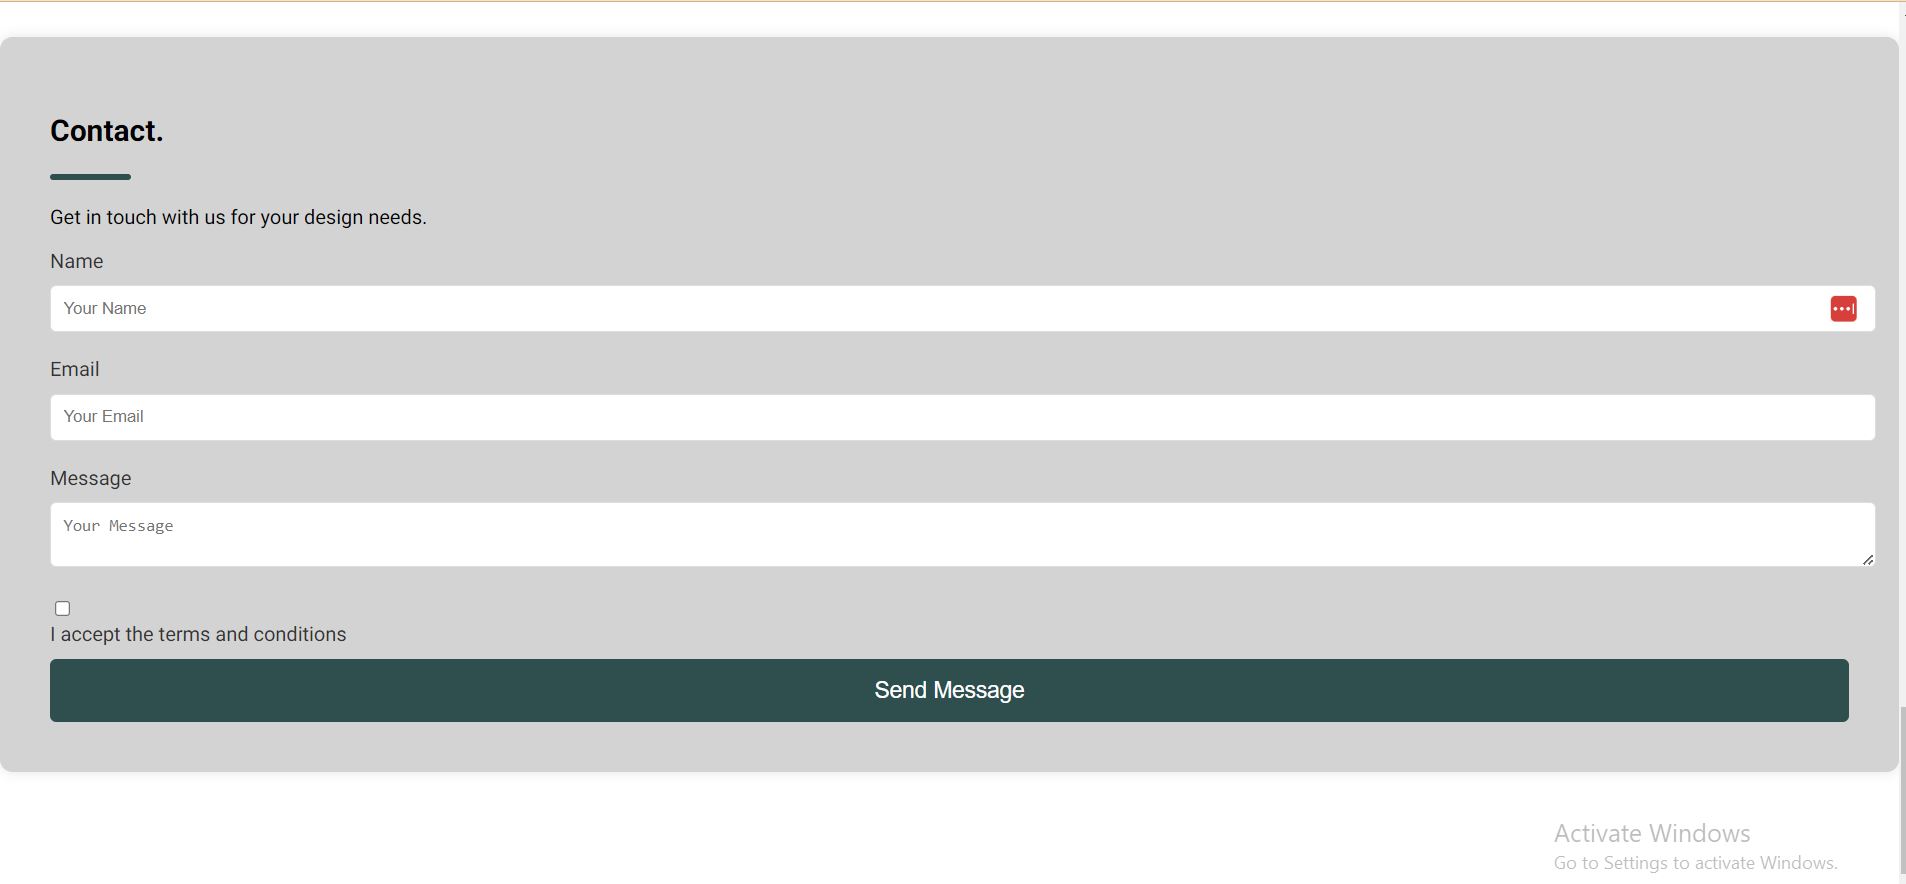 Contact.
Get in touch with us for your design needs.
Name
Your Name
Email
Your Email
Message
Your Message
I accept the terms and conditions
Send Message
Activate Windows
Go to Settings to activate Windows.